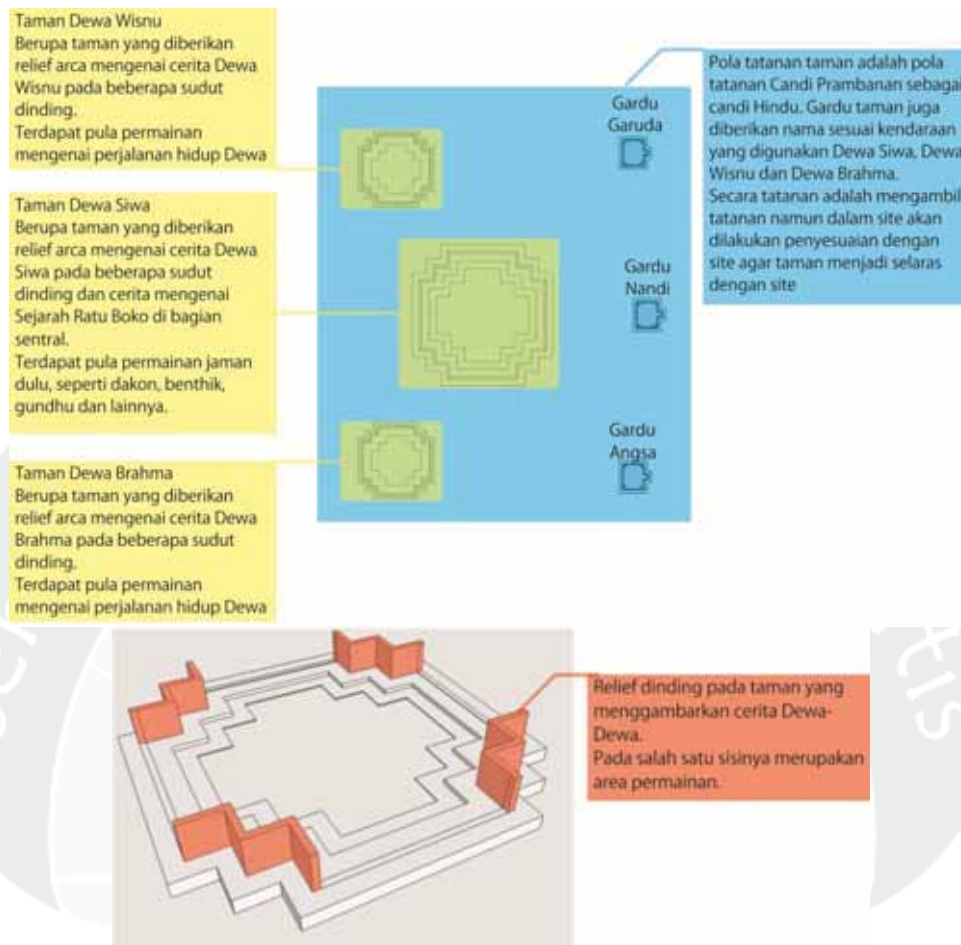 Taman Dewa Wisnu
Berupa taman yang diberikan
relief arca mengenai cerita Dewa
Wisnu pada beberapa sudut
dinding.
Terdapat pula permainan
mengenai perjalanan hidup Dewa
Taman Dewa Siwa
Berupa taman yang diberikan
relief arca mengenai cerita Dewa
Siwa pada beberapa sudut
dinding dan cerita mengenai
Sejarah Ratu Boko di bagian
sentral.
Terdapat pula permainan jaman
dulu, seperti dakon, benthik,
gundhu dan lainnya.
Taman Dewa Brahma
Berupa taman yang diberikan
relief arca mengenai cerita Dewa
Brahma pada beberapa sudut
dinding.
Terdapat pula permainan
mengenai perjalanan hidup Dewa
Gardu
Garuda
Gardu
Nandi
Gardu
Angsa
Pola tatanan taman adalah pola
tatanan Candi Prambanan sebagai
candi Hindu. Gardu taman juga
diberikan nama sesuai kendaraan
yang digunakan Dewa Siwa, Dewa
Wisnu dan Dewa Brahma.
Secara tatanan adalah mengambil
tatanan namun dalam site akan
dilakukan penyesuaian dengan
site agar taman menjadi selaras
dengan site
Relief dinding pada taman yang
menggambarkan cerita Dewa-
Dewa.
Pada salah satu sisinya merupakan
area permainan.